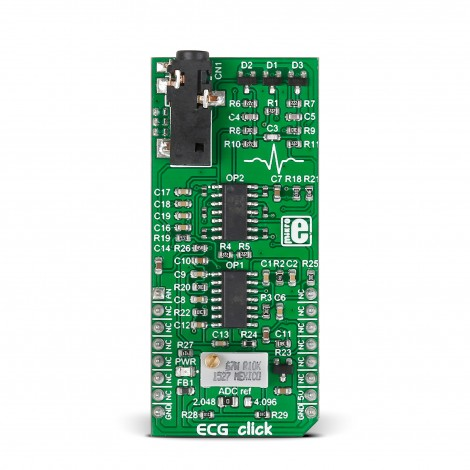 D2 D1 D3
CN1
R6 R1 R7
C4 C5
C3
R8 R9
R10 R11
C7 R18 R21
OP2
C17
C18
C19
C16
R19
R26
C14
R4 R5
micro
e
C10
OP1
C1 R2 C2 R25
C9
R20
C8
R22
C12
R3 C6
AN
NC
NC
NC
NC
NC
NC
GND
NC
NC
NC
NC
NC
5V
GND
C13 R24 C11
R27
R23
PWR
67W R10K
1527 MEXICO
FB1
ADC ref
2.048 4.096
R28 R29
ECG click